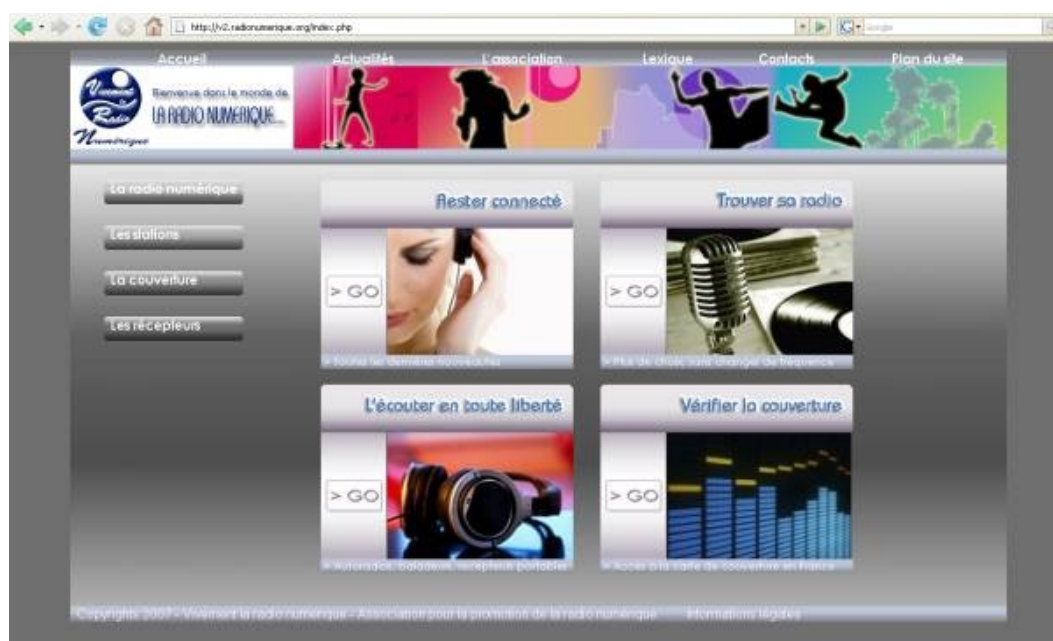 http://v2.radionumerique.org/index.php
Google
Accueil Actualités L'association Lexique Contacts Plan du site
Vivement la Radio Numérique
Bienvenue dans le monde de
LA RADIO NUMERIQUE...
La radio numérique
Les stations
La couverture
Les récepteurs
Rester connecté
> GO
> Toutes les dernières nouveautés
Trouver sa radio
> GO
> Plus de choix sans changer de fréquence
L'écouter en toute liberté
> GO
> Autoradios, baladeurs, récepteurs portables
Vérifier la couverture
> GO
> Accès à la carte de couverture en France
Copyrights 2007 - Vivement la radio numérique - Association pour la promotion de la radio numérique Informations légales